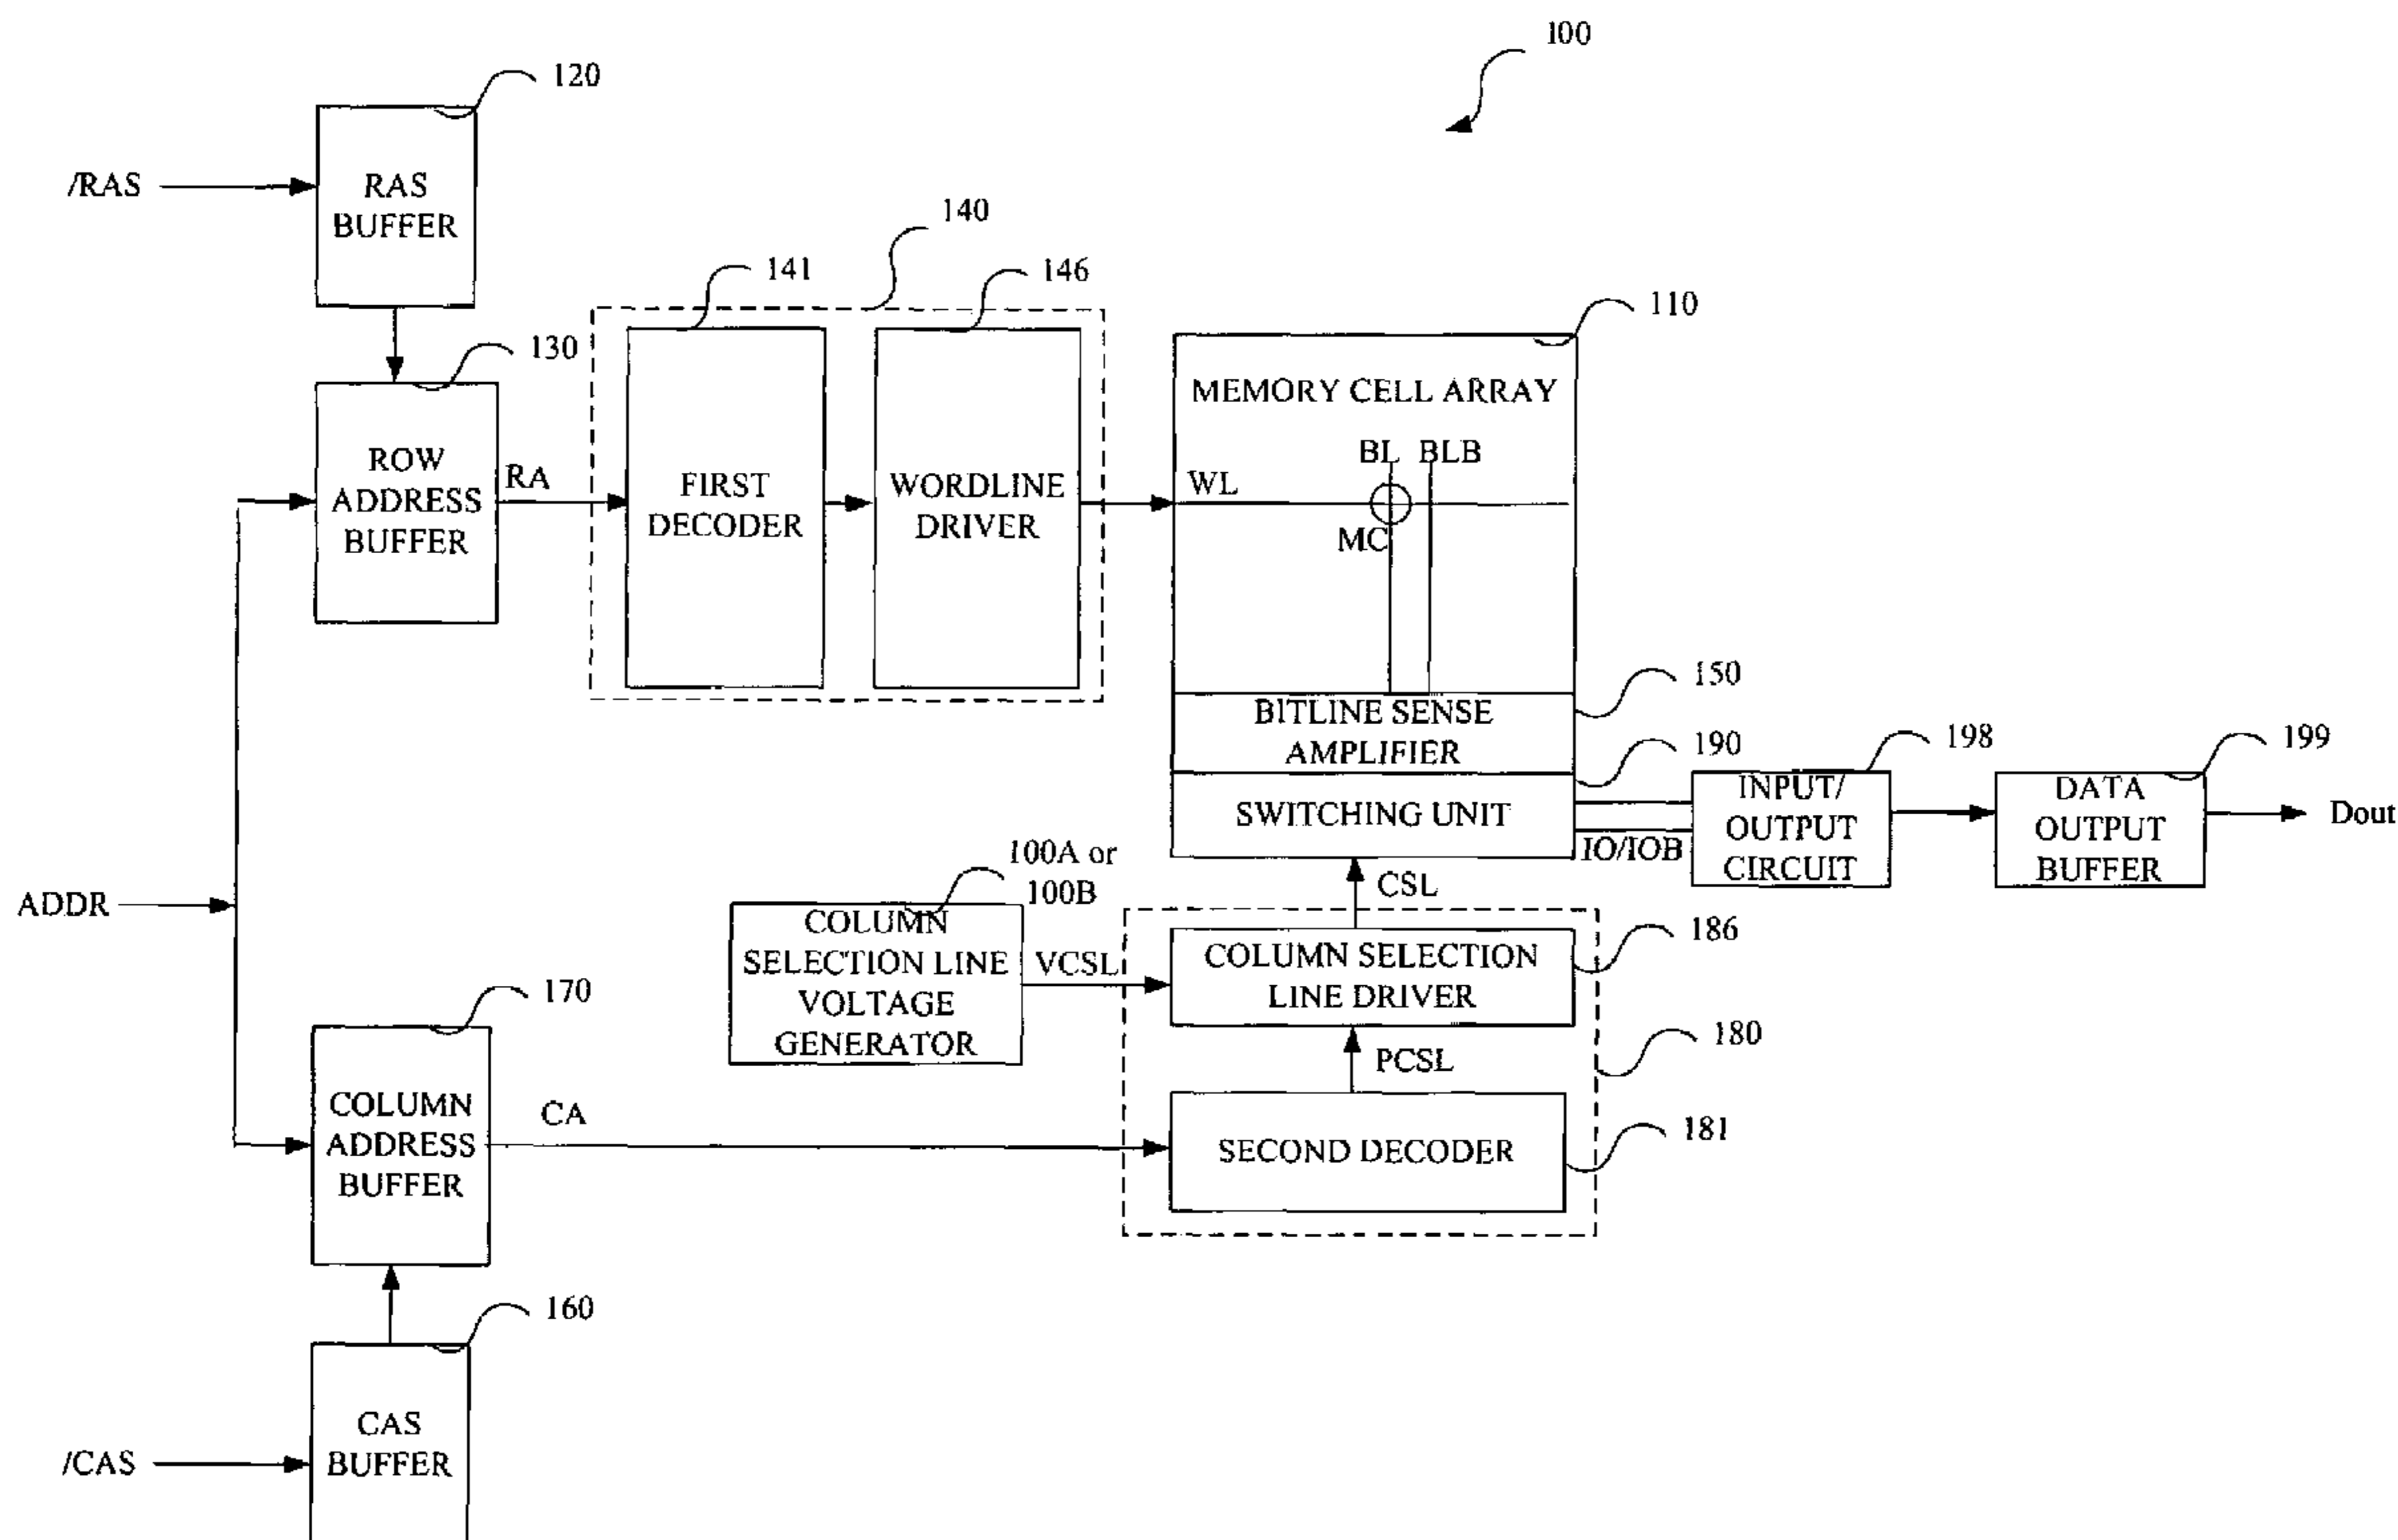 100
120
/RAS
RAS
BUFFER
140
141
146
110
130
MEMORY CELL ARRAY
ROW
ADDRESS
BUFFER
RA
FIRST
DECODER
WORDLINE
DRIVER
WL
BL
BLB
MC
150
BITLINE SENSE
AMPLIFIER
190
198
199
SWITCHING UNIT
INPUT/
OUTPUT
CIRCUIT
DATA
OUTPUT
BUFFER
Dout
IO/IOB
100A or
100B
CSL
ADDR
COLUMN
SELECTION LINE
VOLTAGE
GENERATOR
VCSL
COLUMN SELECTION
LINE DRIVER
186
170
180
PCSL
COLUMN
ADDRESS
BUFFER
CA
SECOND DECODER
181
160
CAS
BUFFER
/CAS